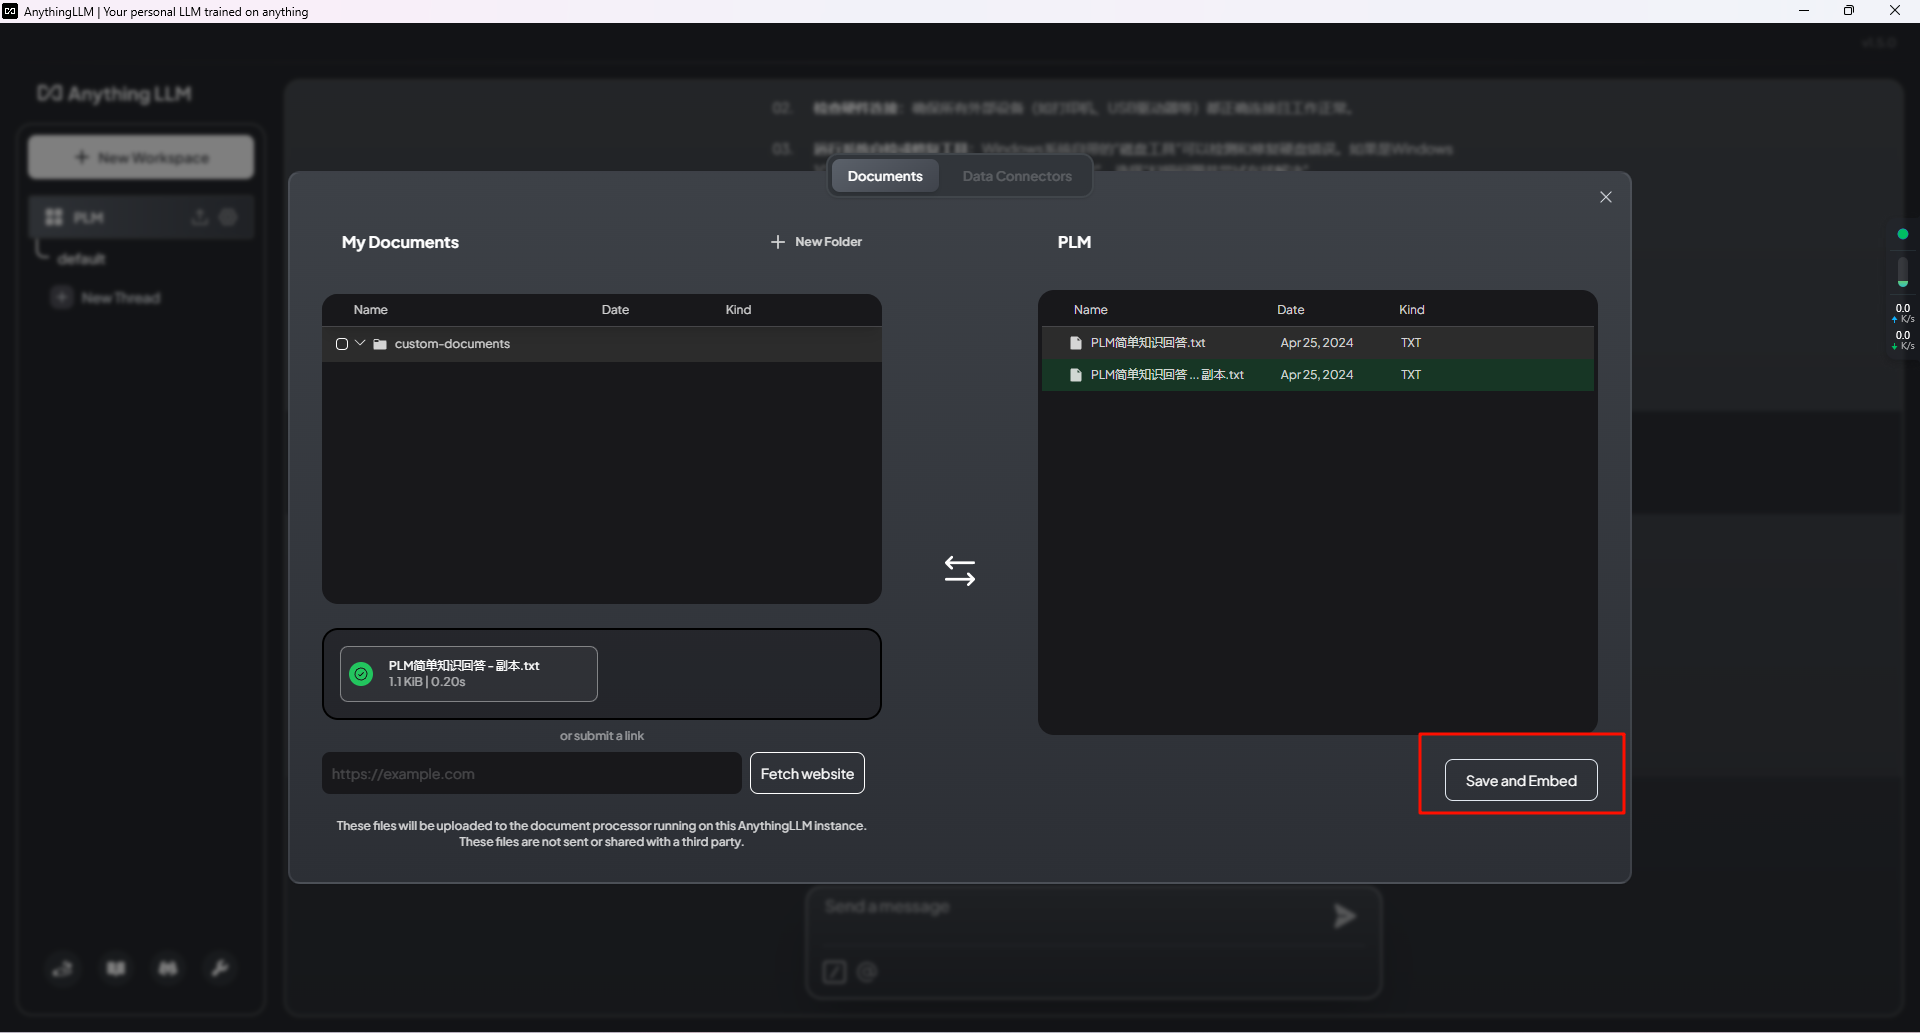 AnythingLLM | Your personal LLM trained on anything
Anything LLM
New Workspace
PLM
default
New Thread
Documents
Data Connectors
My Documents
New Folder
Name Date Kind
custom-documents
PLM
Name Date Kind
PLM简单知识回答.txt Apr 25, 2024 TXT
PLM简单知识回答 ... 副本.txt Apr 25, 2024 TXT
PLM简单知识回答 - 副本.txt
1.1 KiB | 0.20s
or submit a link
https://example.com
Fetch website
These files will be uploaded to the document processor running on this AnythingLLM instance.
These files are not sent or shared with a third party.
Save and Embed
Send a message
0.0
K/s
0.0
K/s